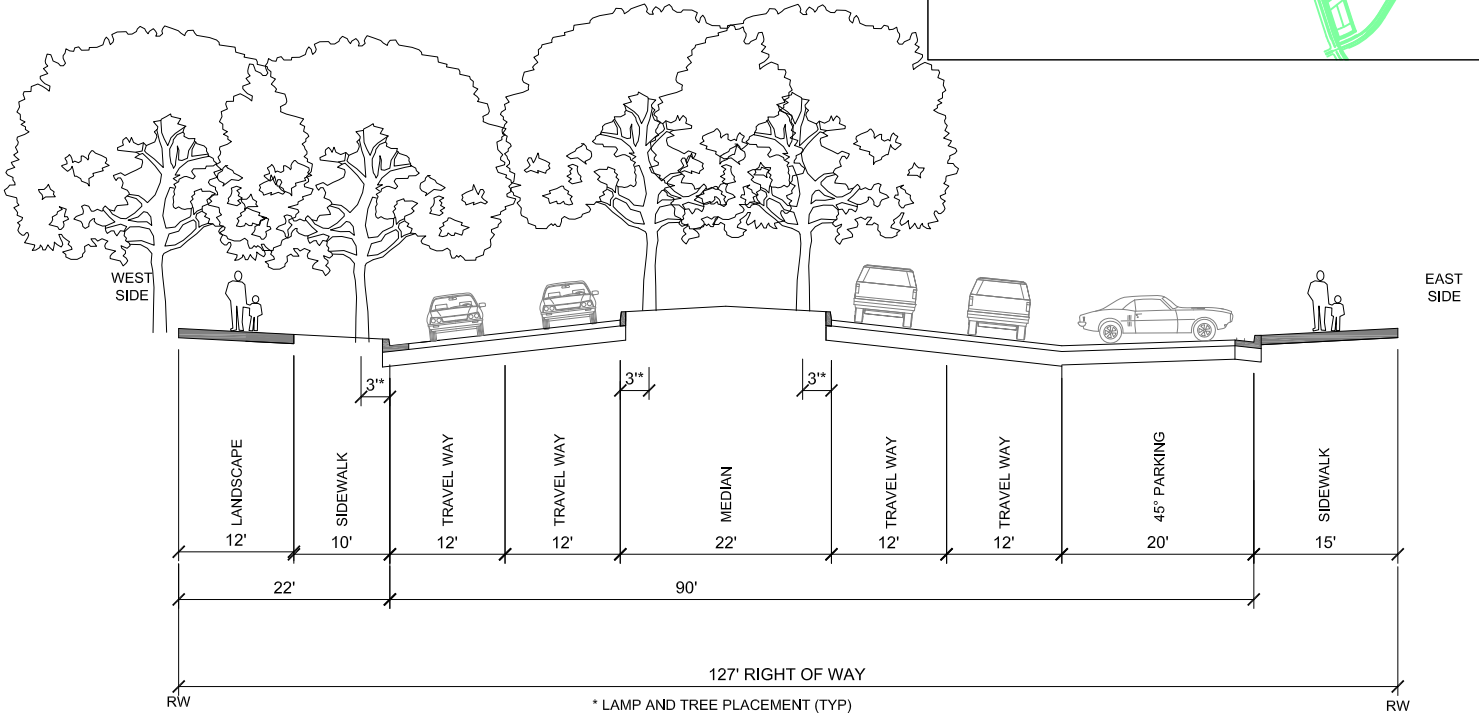 WEST
SIDE
EAST
SIDE
3'*
3'*
3'*
LANDSCAPE
SIDEWALK
TRAVEL WAY
TRAVEL WAY
MEDIAN
TRAVEL WAY
TRAVEL WAY
45° PARKING
SIDEWALK
12'
10'
12'
12'
22'
12'
12'
20'
15'
22'
90'
127' RIGHT OF WAY
RW
* LAMP AND TREE PLACEMENT (TYP)
RW